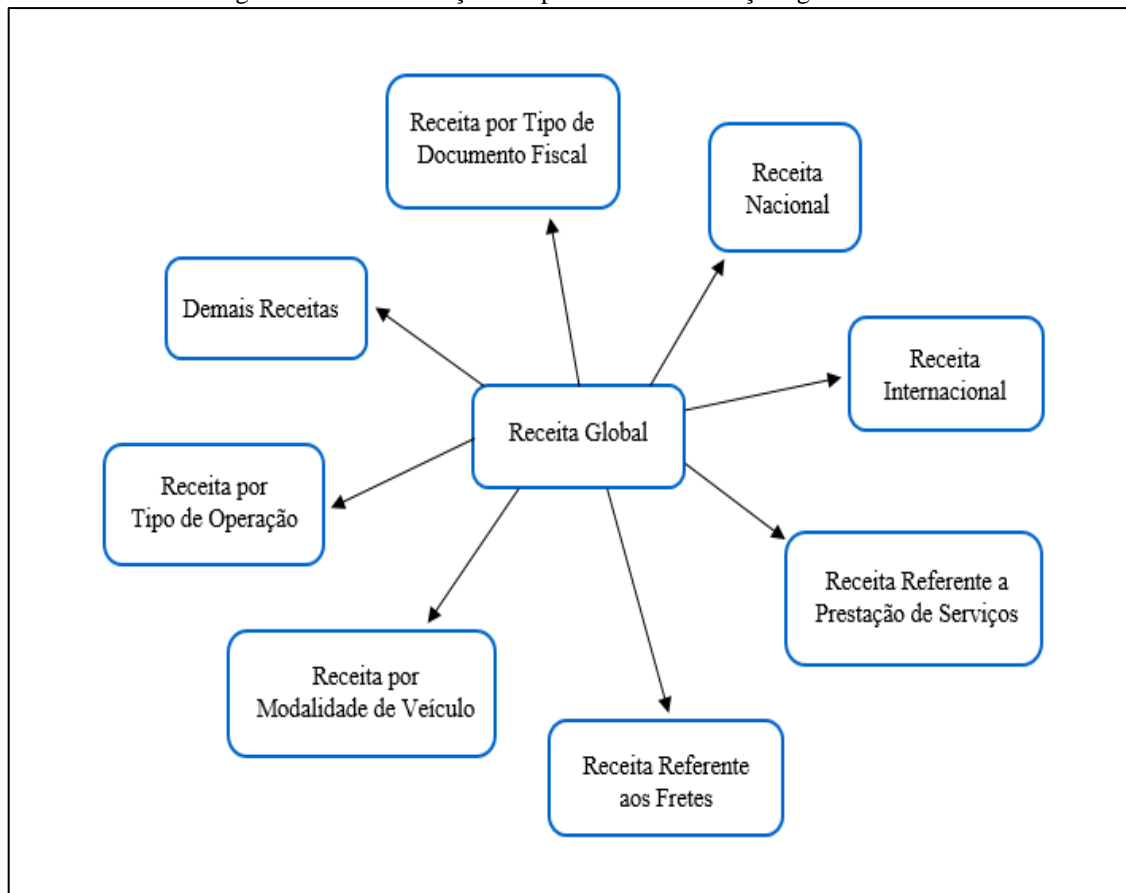 Receita por Tipo de
Documento Fiscal
Receita
Nacional
Demais Receitas
Receita
Internacional
Receita Global
Receita por
Tipo de Operação
Receita Referente a
Prestação de Serviços
Receita por
Modalidade de Veículo
Receita Referente
aos Fretes